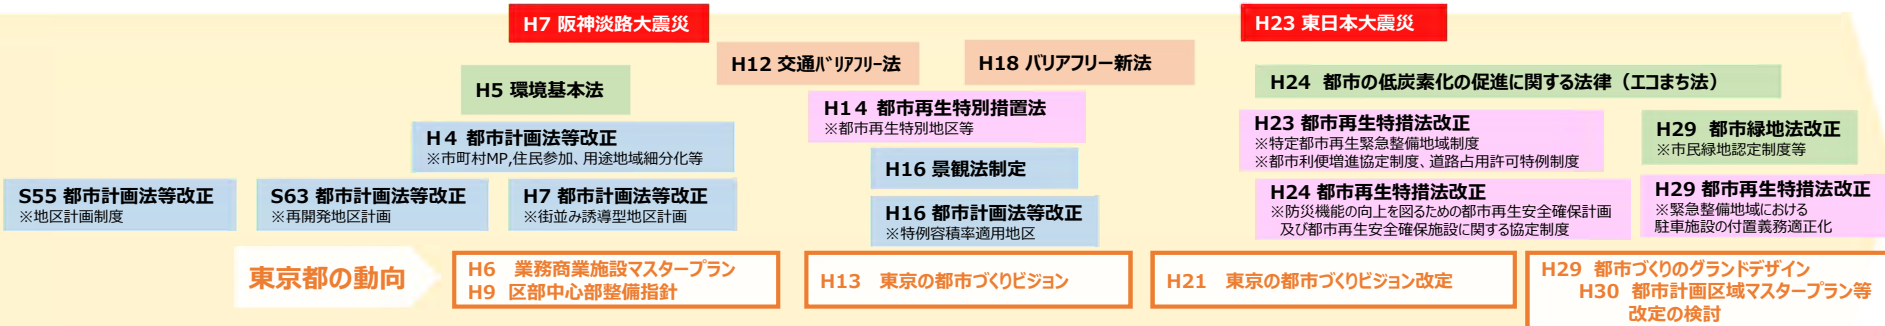 H7 阪神淡路大震災
H23 東日本大震災
H12 交通バリアフリー法
H18 バリアフリー新法
H5 環境基本法
H24 都市の低炭素化の促進に関する法律（エコまち法）
H14 都市再生特別措置法
※都市再生特別地区等
H4 都市計画法等改正
※市町村MP,住民参加、用途地域細分化等
H23 都市再生特措法改正
※特定都市再生緊急整備地域制度
※都市利便増進協定制度、道路占用許可特例制度
H29 都市緑地法改正
※市民緑地認定制度等
H16 景観法制定
S55 都市計画法等改正
※地区計画制度
S63 都市計画法等改正
※再開発地区計画
H7 都市計画法等改正
※街並み誘導型地区計画
H16 都市計画法等改正
※特例容積率適用地区
H24 都市再生特措法改正
※防災機能の向上を図るための都市再生安全確保計画
及び都市再生安全確保施設に関する協定制度
H29 都市再生特措法改正
※緊急整備地域における
駐車施設の付置義務適正化
東京都の動向
H6 業務商業施設マスタープラン
H9 区部中心部整備指針
H13 東京の都市づくりビジョン
H21 東京の都市づくりビジョン改定
H29 都市づくりのグランドデザイン
H30 都市計画区域マスタープラン等
改定の検討